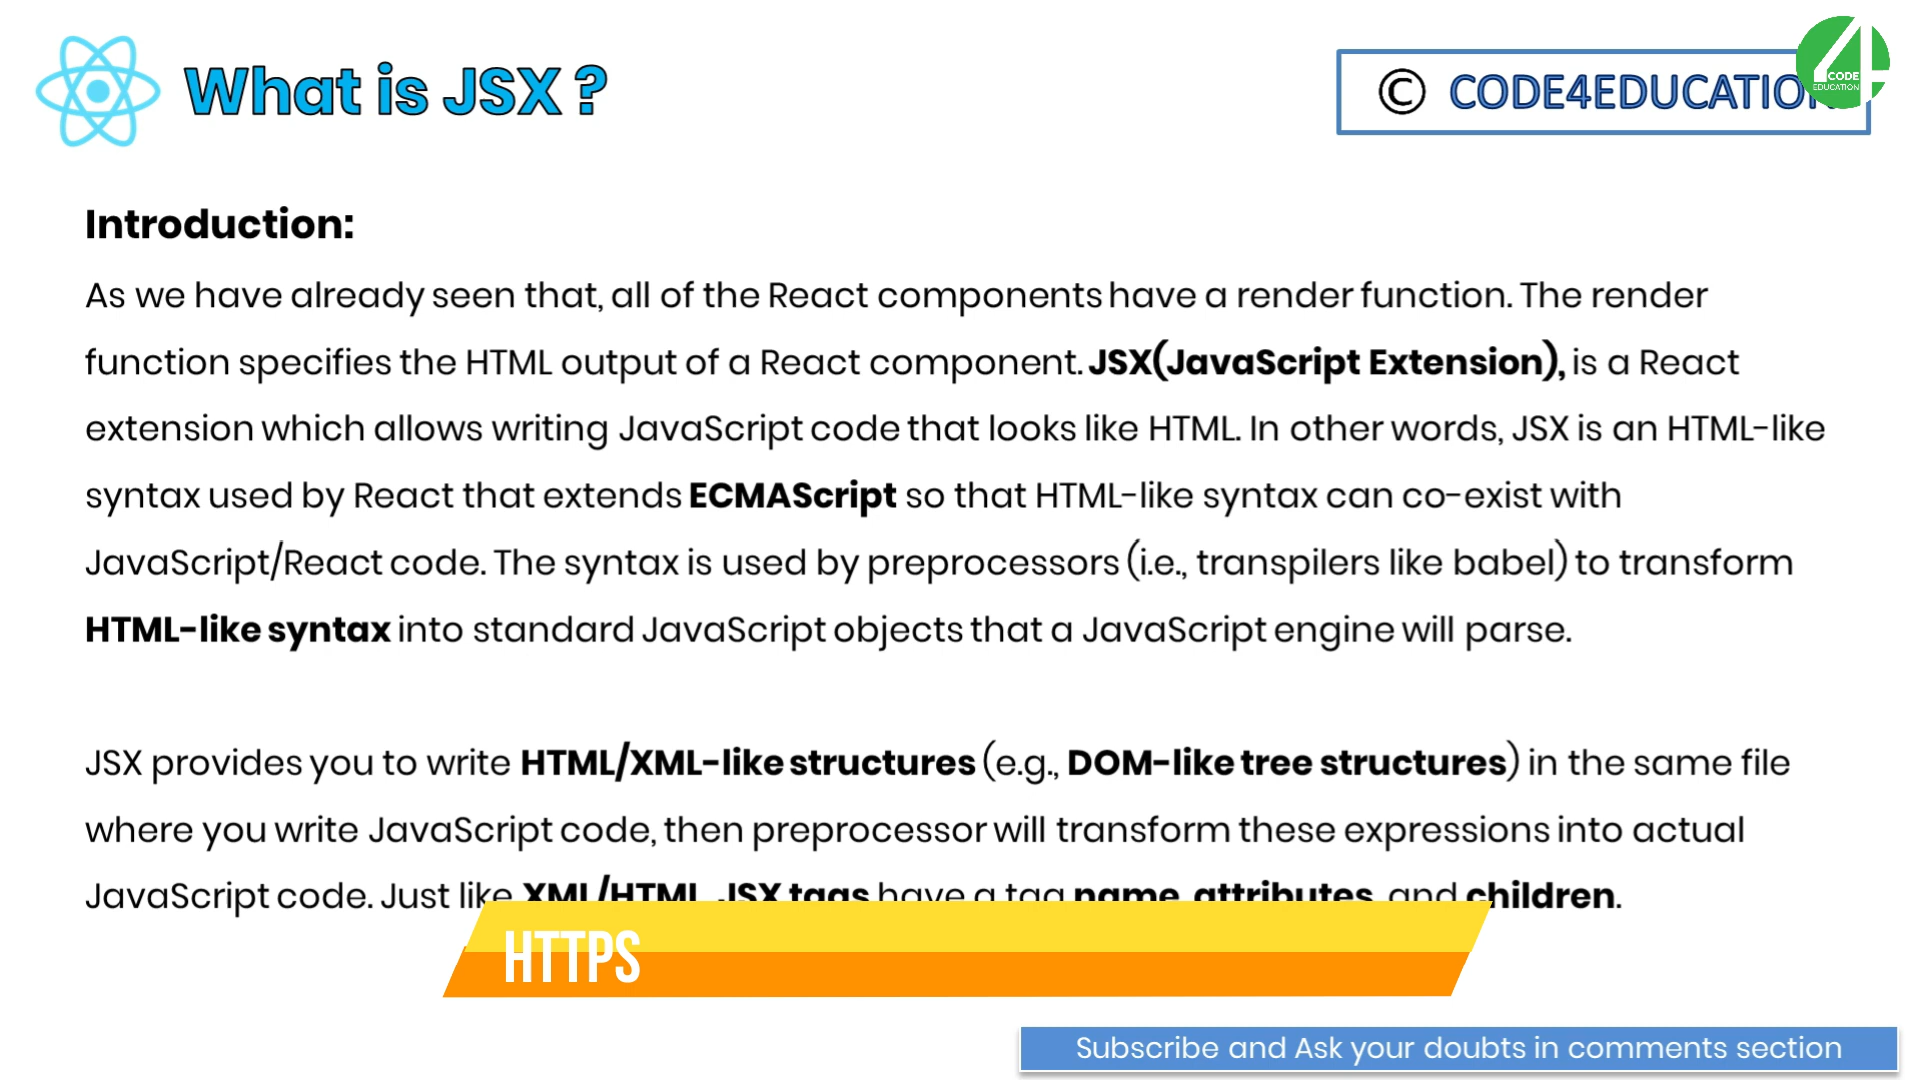 What is JSX ?
© CODE4EDUCATIO
4
CODE
EDUCATION
Introduction:
As we have already seen that, all of the React components have a render function. The render
function specifies the HTML output of a React component. JSX(JavaScript Extension), is a React
extension which allows writing JavaScript code that looks like HTML. In other words, JSX is an HTML-like
syntax used by React that extends ECMAScript so that HTML-like syntax can co-exist with
JavaScript/React code. The syntax is used by preprocessors (i.e., transpilers like babel) to transform
HTML-like syntax into standard JavaScript objects that a JavaScript engine will parse.
JSX provides you to write HTML/XML-like structures (e.g., DOM-like tree structures) in the same file
where you write JavaScript code, then preprocessor will transform these expressions into actual
JavaScript code. Just like XML/HTML, JSX tags have a tag name, attributes, and children.
HTTPS
Subscribe and Ask your doubts in comments section